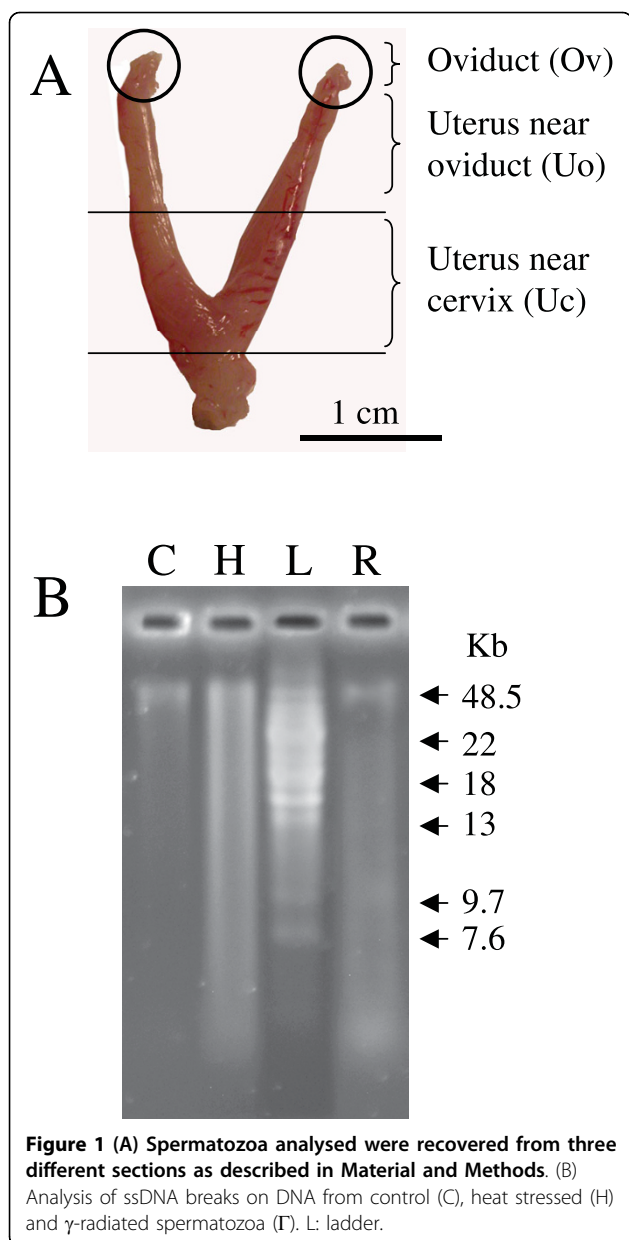 A
Oviduct (Ov)
Uterus near
oviduct (Uo)
Uterus near
cervix (Uc)
1 cm
B
C H L R
Kb
48.5
22
18
13
9.7
7.6
Figure 1 (A) Spermatozoa analysed were recovered from three
different sections as described in Material and Methods. (B)
Analysis of ssDNA breaks on DNA from control (C), heat stressed (H)
and γ-radiated spermatozoa (Γ). L: ladder.